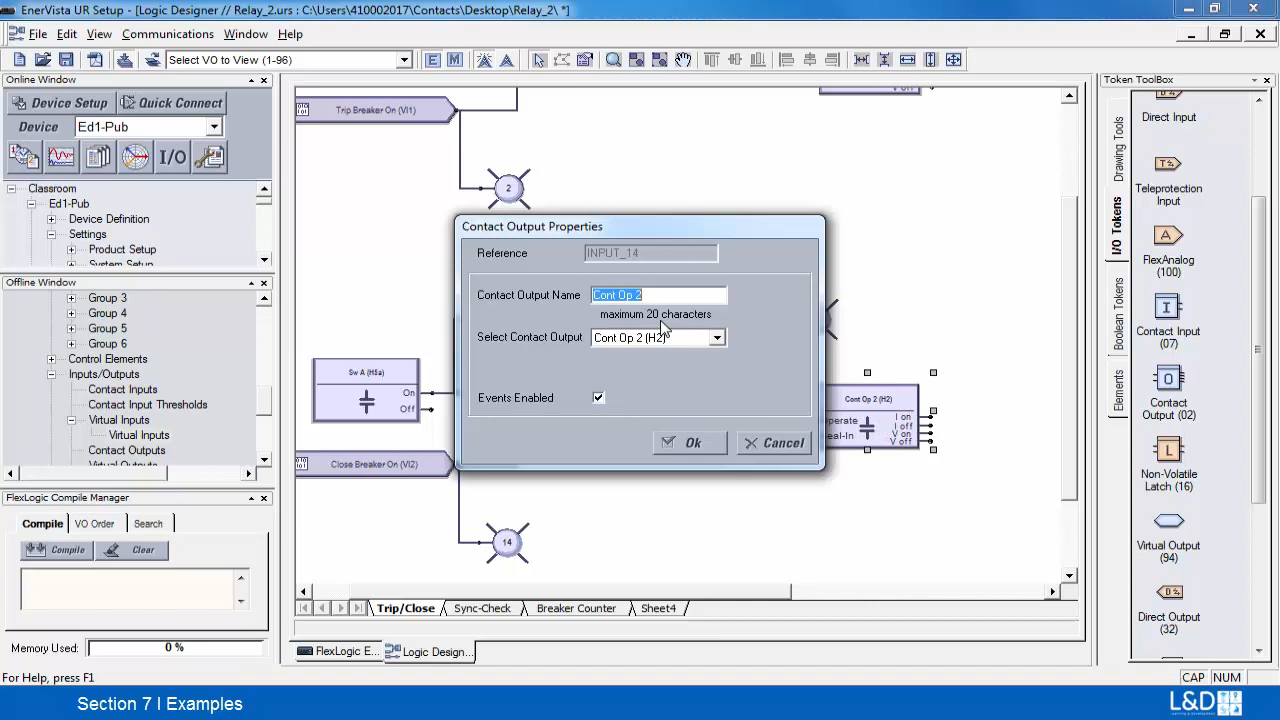 EnerVista UR Setup - [Logic Designer // Relay_2.urs : C:\Users\410002017\Contacts\Desktop\Relay_2\ *]
File Edit View Communications Window Help
Select VO to View (1-96)
E M
Online Window
Device Setup Quick Connect
Device Ed1-Pub
I/O
Classroom
Ed1-Pub
Device Definition
Settings
Product Setup
System Setup
Offline Window
Group 3
Group 4
Group 5
Group 6
Control Elements
Inputs/Outputs
Contact Inputs
Contact Input Thresholds
Virtual Inputs
Virtual Inputs
Contact Outputs
Virtual Outputs
FlexLogic Compile Manager
Compile VO Order Search
Compile Clear
Memory Used: 0 %
Trip Breaker On (VI1)
2
Sw A (H5a)
On
Off
Close Breaker On (VI2)
14
V off
Cont Op 2 (H2)
I on
I off
V on
V off
Contact Output Properties
Reference INPUT_14
Contact Output Name Cont Op 2
maximum 20 characters
Select Contact Output Cont Op 2 (H2)
Events Enabled
Ok Cancel
Trip/Close Sync-Check Breaker Counter Sheet4
FlexLogic E... Logic Design...
Token ToolBox
Drawing Tools
I/O Tokens
Boolean Tokens
Elements
Direct Input
Teleprotection
Input
FlexAnalog
(100)
Contact Input
(07)
Contact
Output (02)
Non-Volatile
Latch (16)
Virtual Output
(94)
Direct Output
(32)
For Help, press F1
CAP NUM
Section 7 I Examples
L&D